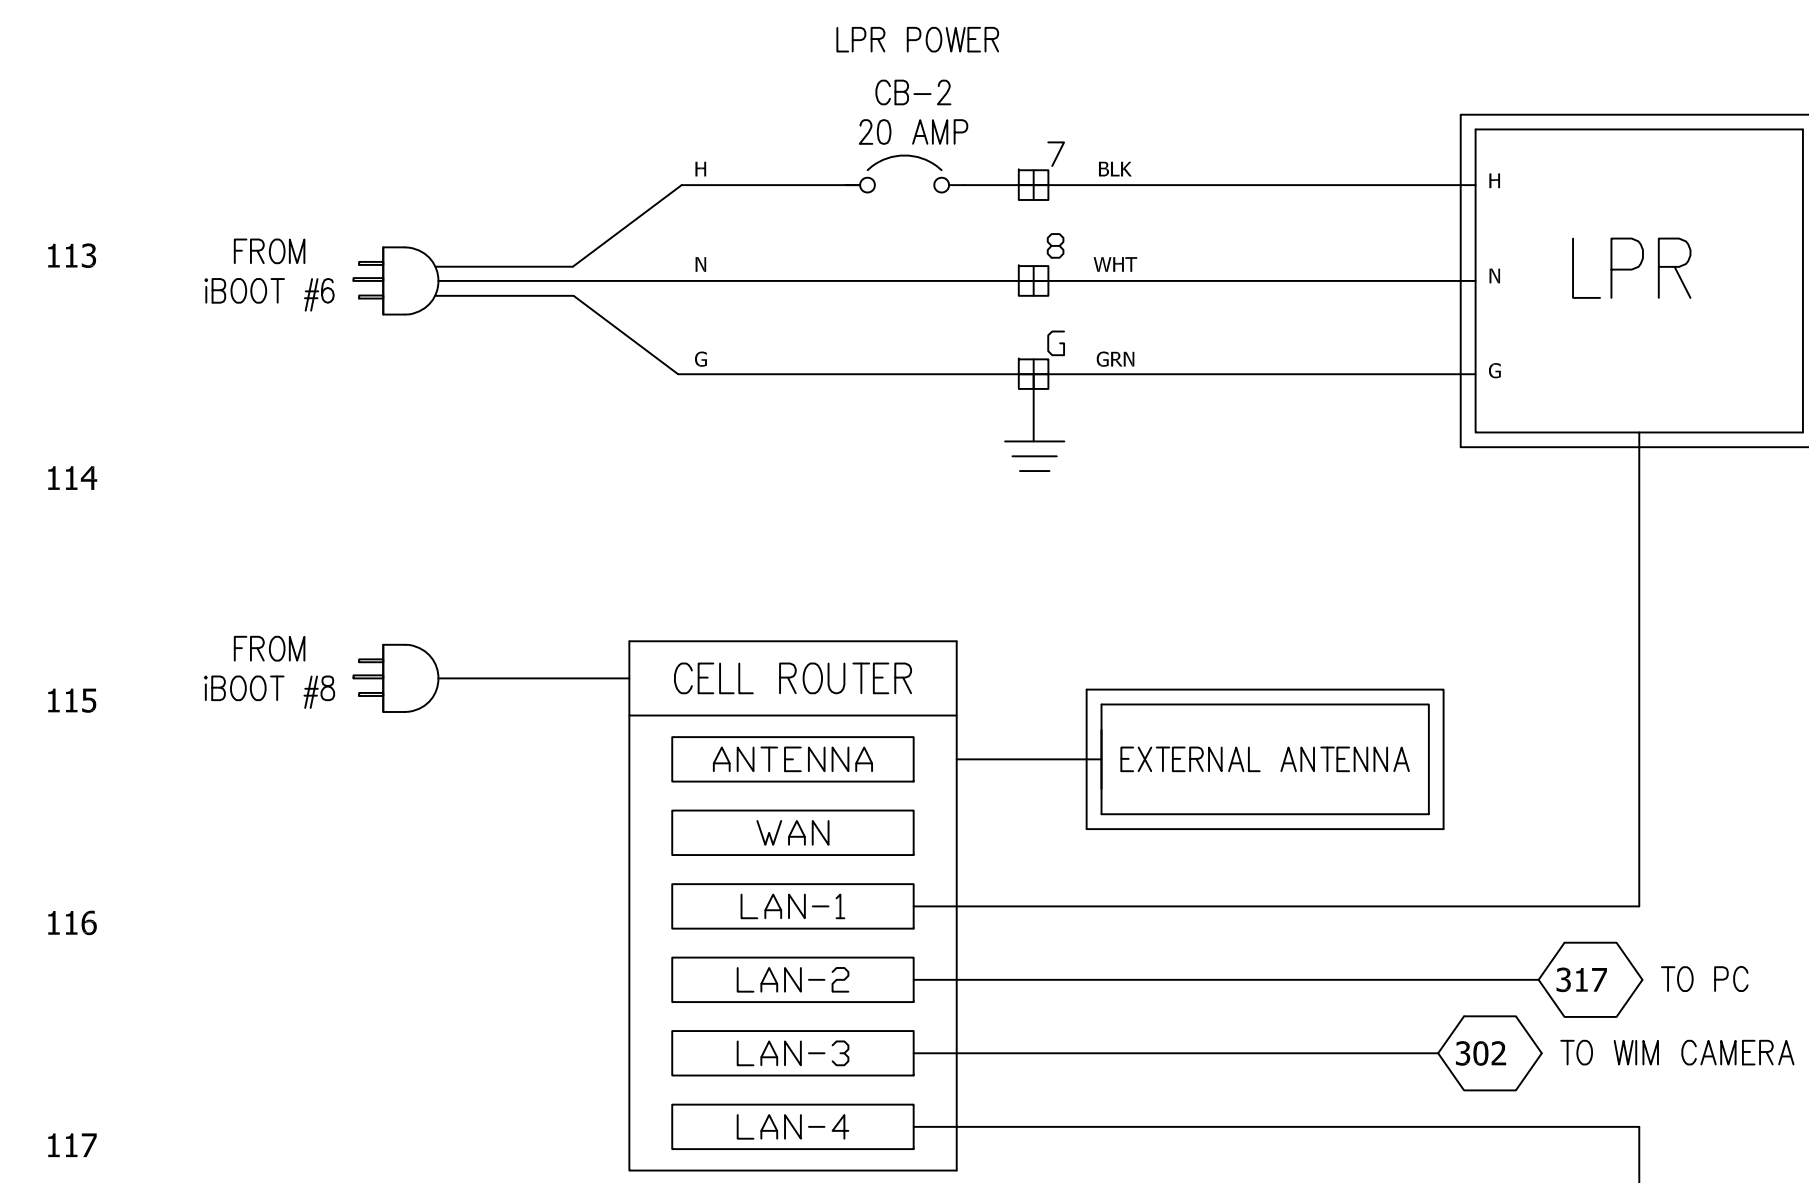 LPR POWER
CB-2
20 AMP
7
H
BLK
H
113
FROM
iBOOT #6
N
8
WHT
N
LPR
G
G
GRN
G
114
FROM
iBOOT #8
115
CELL ROUTER
ANTENNA
EXTERNAL ANTENNA
WAN
116
LAN-1
LAN-2
317 TO PC
LAN-3
302 TO WIM CAMERA
117
LAN-4